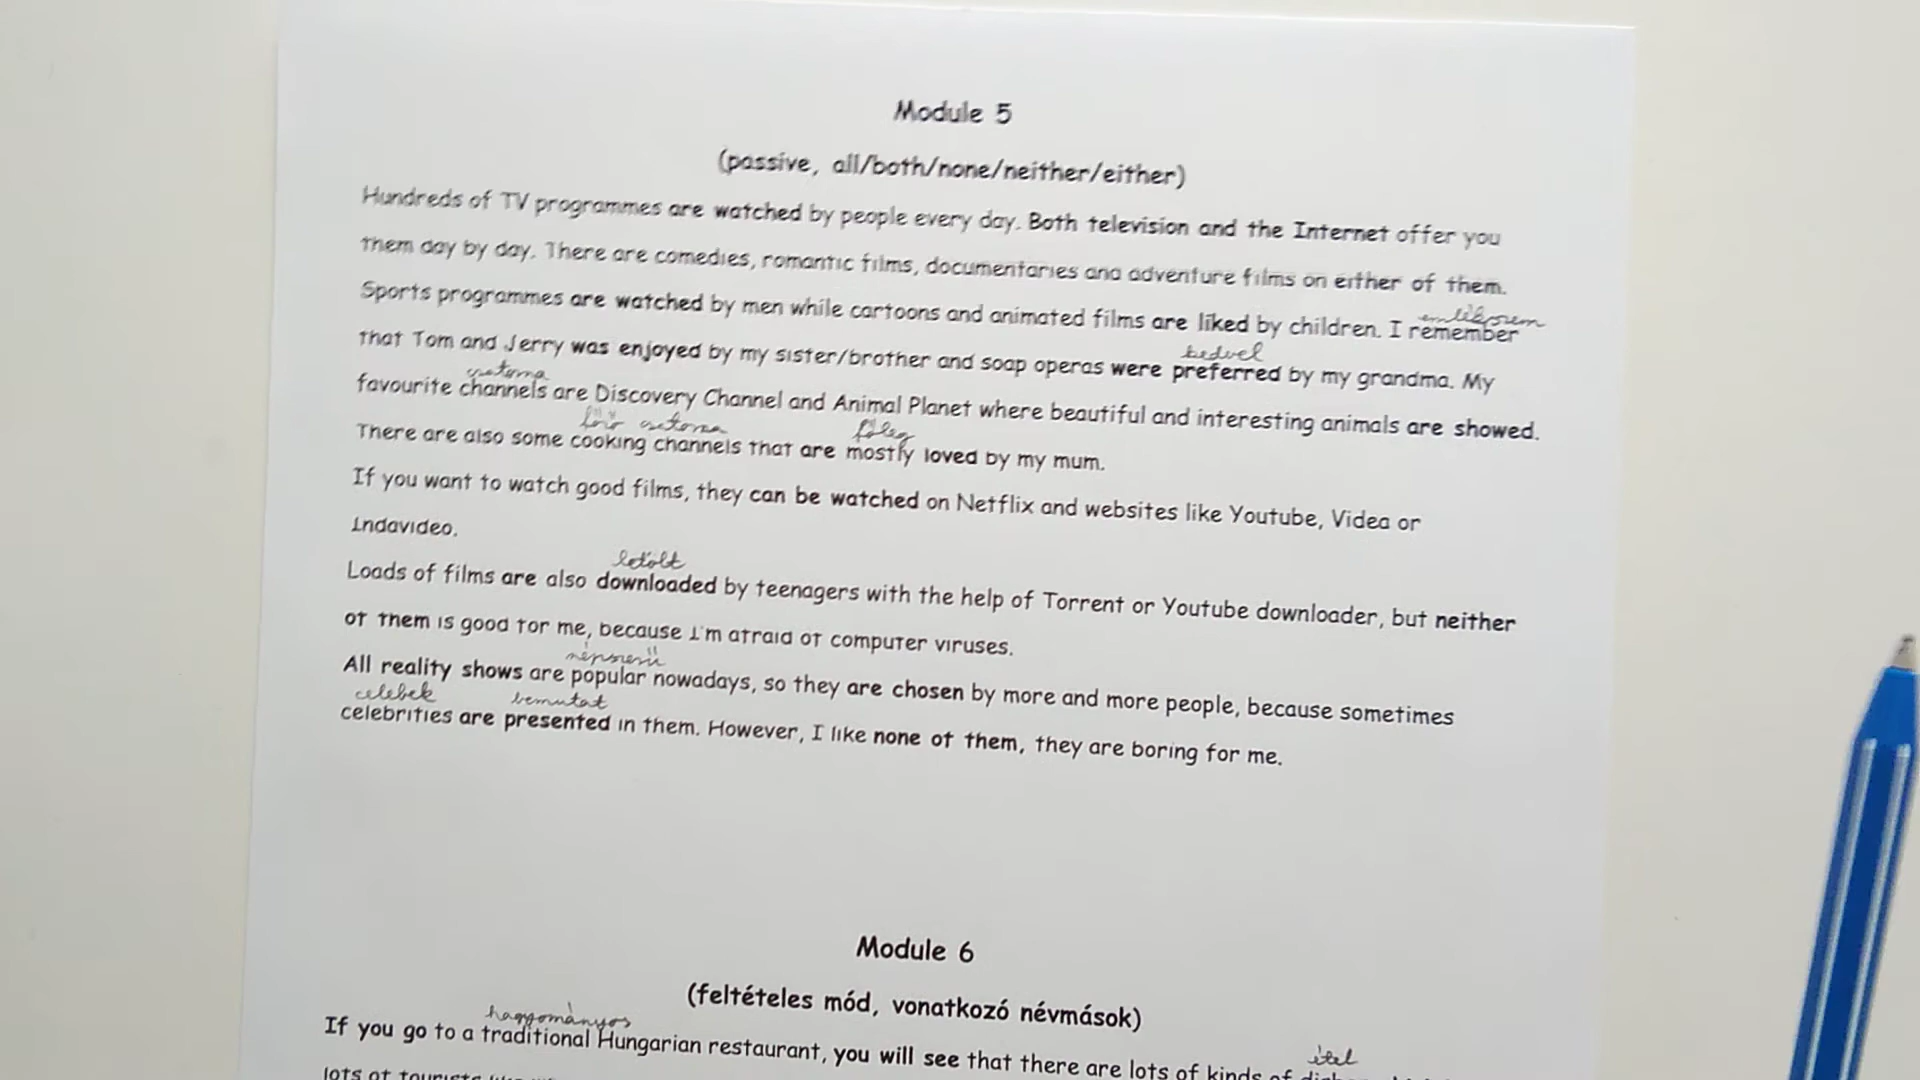 Module 5
(passive, all/both/none/neither/either)
Hundreds of TV programmes are watched by people every day. Both television and the Internet offer you
them day by day. There are comedies, romantic films, documentaries and adventure films on either of them.
Sports programmes are watched by men while cartoons and animated films are liked by children. I remember
emlékszem
that Tom and Jerry was enjoyed by my sister/brother and soap operas were preferred by my grandma. My
kedvel
csatorna
favourite channels are Discovery Channel and Animal Planet where beautiful and interesting animals are showed.
főző csatorna főleg
There are also some cooking channels that are mostly loved by my mum.
If you want to watch good films, they can be watched on Netflix and websites like Youtube, Videa or
Indavideo.
letölt
Loads of films are also downloaded by teenagers with the help of Torrent or Youtube downloader, but neither
of them is good for me, because I'm afraid of computer viruses.
népszerű
All reality shows are popular nowadays, so they are chosen by more and more people, because sometimes
celebek bemutat
celebrities are presented in them. However, I like none of them, they are boring for me.
Module 6
(feltételes mód, vonatkozó névmások)
hagyományos
If you go to a traditional Hungarian restaurant, you will see that there are lots of kinds of
étel
lots of tourists